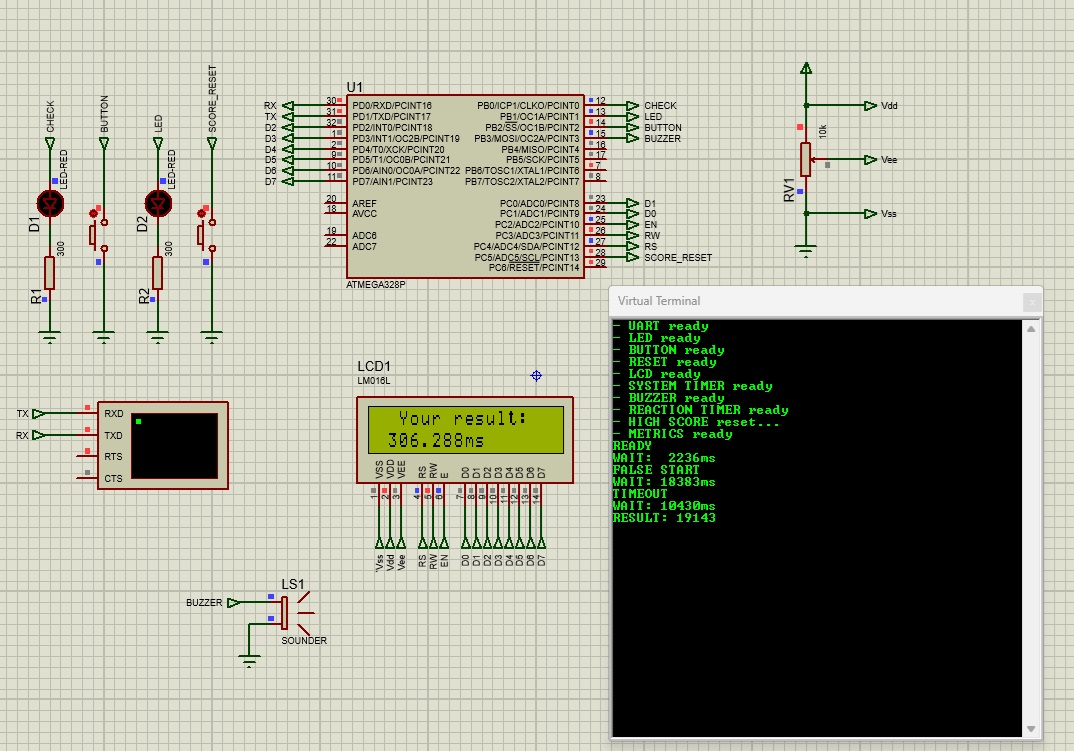 CHECK
BUTTON
LED
SCORE_RESET
LED-RED
LED-RED
D1
D2
300
300
R1
R2
U1
RX 30 PD0/RXD/PCINT16
TX 31 PD1/TXD/PCINT17
D2 32 PD2/INT0/PCINT18
D3 1 PD3/INT1/OC2B/PCINT19
D4 2 PD4/T0/XCK/PCINT20
D5 9 PD5/T1/OC0B/PCINT21
D6 10 PD6/AIN0/OC0A/PCINT22
D7 11 PD7/AIN1/PCINT23
20 AREF
18 AVCC
19 ADC6
22 ADC7
PB0/ICP1/CLKO/PCINT0 12 CHECK
PB1/OC1A/PCINT1 13 LED
PB2/SS/OC1B/PCINT2 14 BUTTON
PB3/MOSI/OC2A/PCINT3 15 BUZZER
PB4/MISO/PCINT4 16
PB5/SCK/PCINT5 17
PB6/TOSC1/XTAL1/PCINT6 7
PB7/TOSC2/XTAL2/PCINT7 8
PC0/ADC0/PCINT8 23 D1
PC1/ADC1/PCINT9 24 D0
PC2/ADC2/PCINT10 25 EN
PC3/ADC3/PCINT11 26 RW
PC4/ADC4/SDA/PCINT12 27 RS
PC5/ADC5/SCL/PCINT13 28 SCORE_RESET
PC6/RESET/PCINT14 29
ATMEGA328P
Vdd
10k
Vee
RV1
Vss
TX RXD
RX TXD
RTS
CTS
LCD1
LM016L
Your result:
306.288ms
VSS VDD VEE RS RW E D0 D1 D2 D3 D4 D5 D6 D7
1 2 3 4 5 6 7 8 9 10 11 12 13 14
Vss Vdd Vee RS RW EN D0 D1 D2 D3 D4 D5 D6 D7
LS1
BUZZER
SOUNDER
Virtual Terminal
x
- UART ready
- LED ready
- BUTTON ready
- RESET ready
- LCD ready
- SYSTEM TIMER ready
- BUZZER ready
- REACTION TIMER ready
- HIGH SCORE reset...
- METRICS ready
READY
WAIT:  2236ms
FALSE START
WAIT: 18383ms
TIMEOUT
WAIT: 10430ms
RESULT: 19143